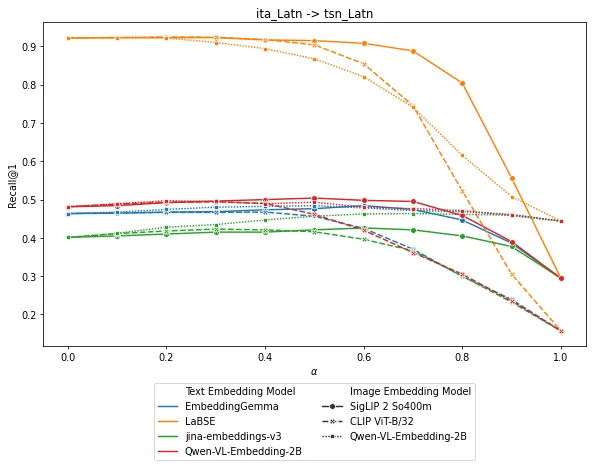 ita_Latn -> tsn_Latn
Recall@1
0.9
0.8
0.7
0.6
0.5
0.4
0.3
0.2
0.0
0.2
0.4
0.6
0.8
1.0
α
Text Embedding Model
EmbeddingGemma
LaBSE
jina-embeddings-v3
Qwen-VL-Embedding-2B
Image Embedding Model
SigLIP 2 So400m
CLIP ViT-B/32
Qwen-VL-Embedding-2B